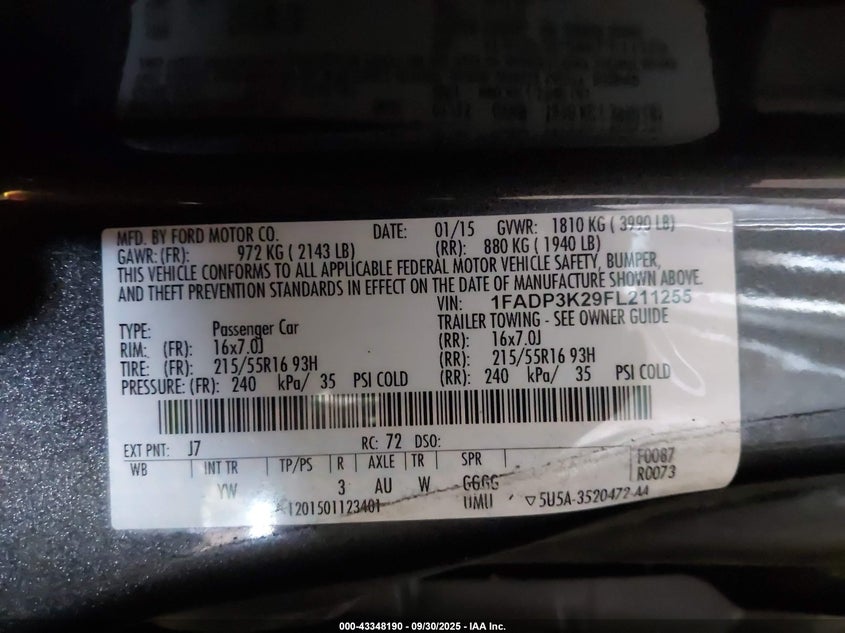 MFD. BY FORD MOTOR CO. DATE: 01/15 GVWR: 1810 KG ( 3990 LB)
GAWR: (FR): 972 KG ( 2143 LB) (RR): 880 KG ( 1940 LB)
THIS VEHICLE CONFORMS TO ALL APPLICABLE FEDERAL MOTOR VEHICLE SAFETY, BUMPER,
AND THEFT PREVENTION STANDARDS IN EFFECT ON THE DATE OF MANUFACTURE SHOWN ABOVE.
VIN: 1FADP3K29FL211255
TYPE: Passenger Car TRAILER TOWING - SEE OWNER GUIDE
RIM: (FR): 16x7.0J (RR): 16x7.0J
TIRE: (FR): 215/55R16 93H (RR): 215/55R16 93H
PRESSURE: (FR): 240 kPa/ 35 PSI COLD (RR): 240 kPa/ 35 PSI COLD
EXT PNT: J7 RC: 72 DSO:
WB INT TR TP/PS R AXLE TR SPR F0087
YW 3 AU W GGGG R0073
1201501123401 UMU ▽ 5U5A-3520472-AA
000-43348190 - 09/30/2025 - IAA Inc.